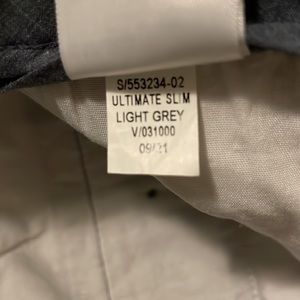 S/553234-02
ULTIMATE SLIM
LIGHT GREY
V/031000
09/21